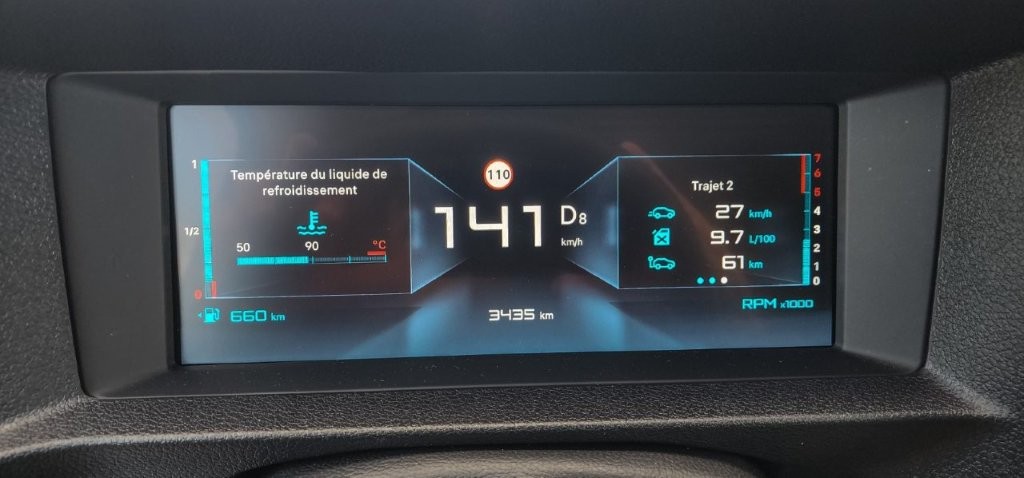 1
1/2
0
Température du liquide de
refroidissement
50 90 °C
660 km
110
141 D8
km/h
3435 km
Trajet 2
27 km/h
9.7 L/100
61 km
7
6
5
4
3
2
1
0
RPM x1000